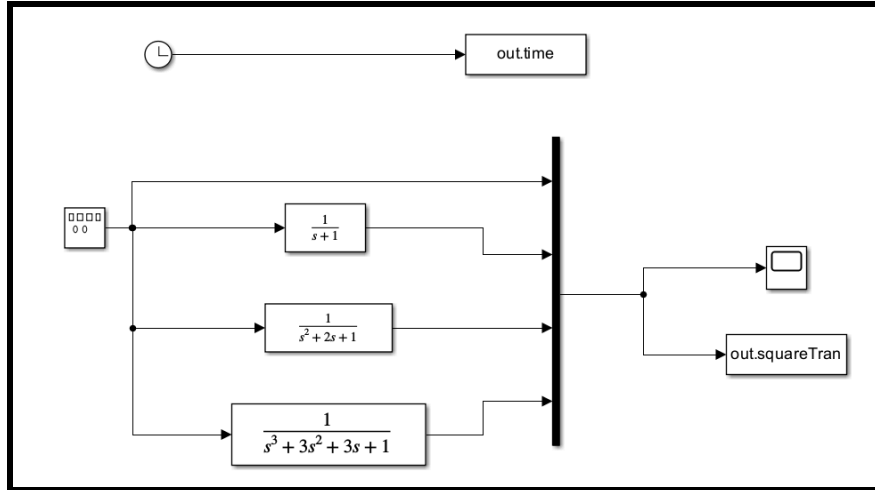 out.time
1
s + 1
1
s² + 2s + 1
out.squareTran
1
s³ + 3s² + 3s + 1